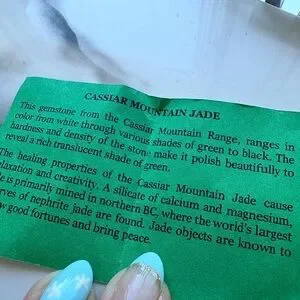 CASSIAR MOUNTAIN JADE
This gemstone from the Cassiar Mountain Range, ranges in
color from white through various shades of green to black. The
hardness and density of the stone make it polish beautifully to
reveal a rich translucent shade of green.
The healing properties of the Cassiar Mountain Jade cause
laxation and creativity. A silicate of calcium and magnesium,
e is primarily mined in northern BC, where the world's largest
rves of nephrite jade are found. Jade objects are known to
w good fortunes and bring peace.